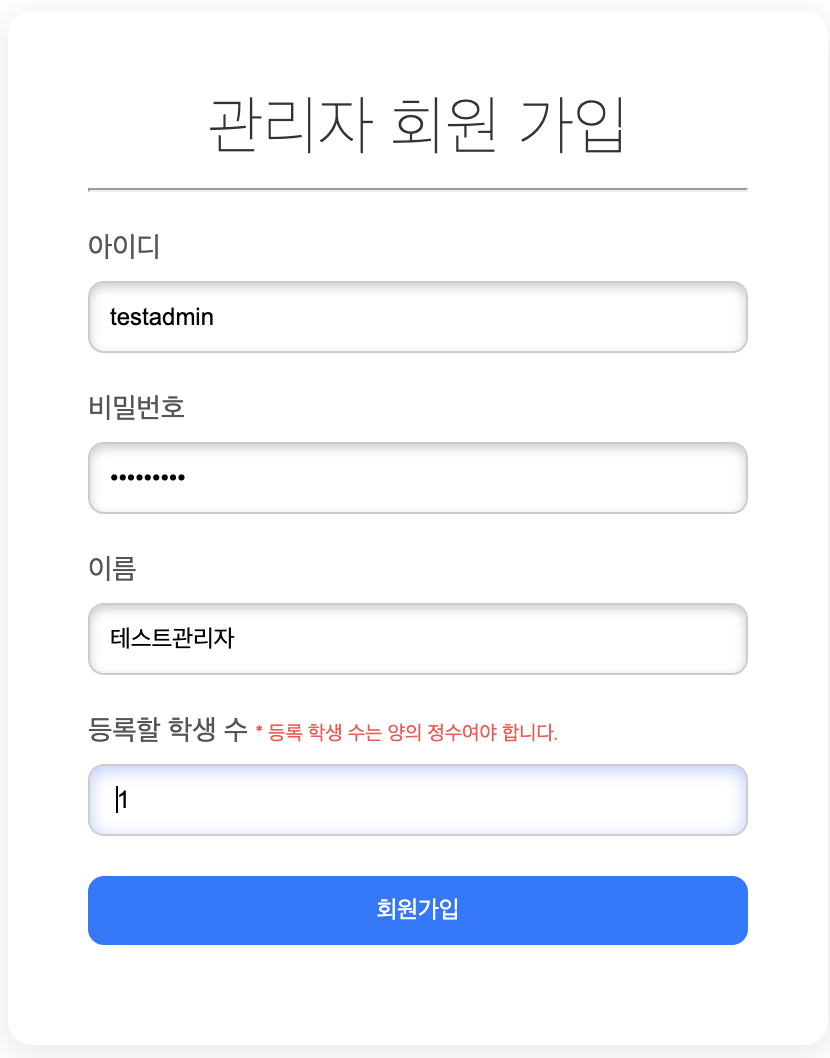 관리자 회원 가입
아이디
testadmin
비밀번호
•••••••••
이름
테스트관리자
등록할 학생 수 * 등록 학생 수는 양의 정수여야 합니다.
1
회원가입